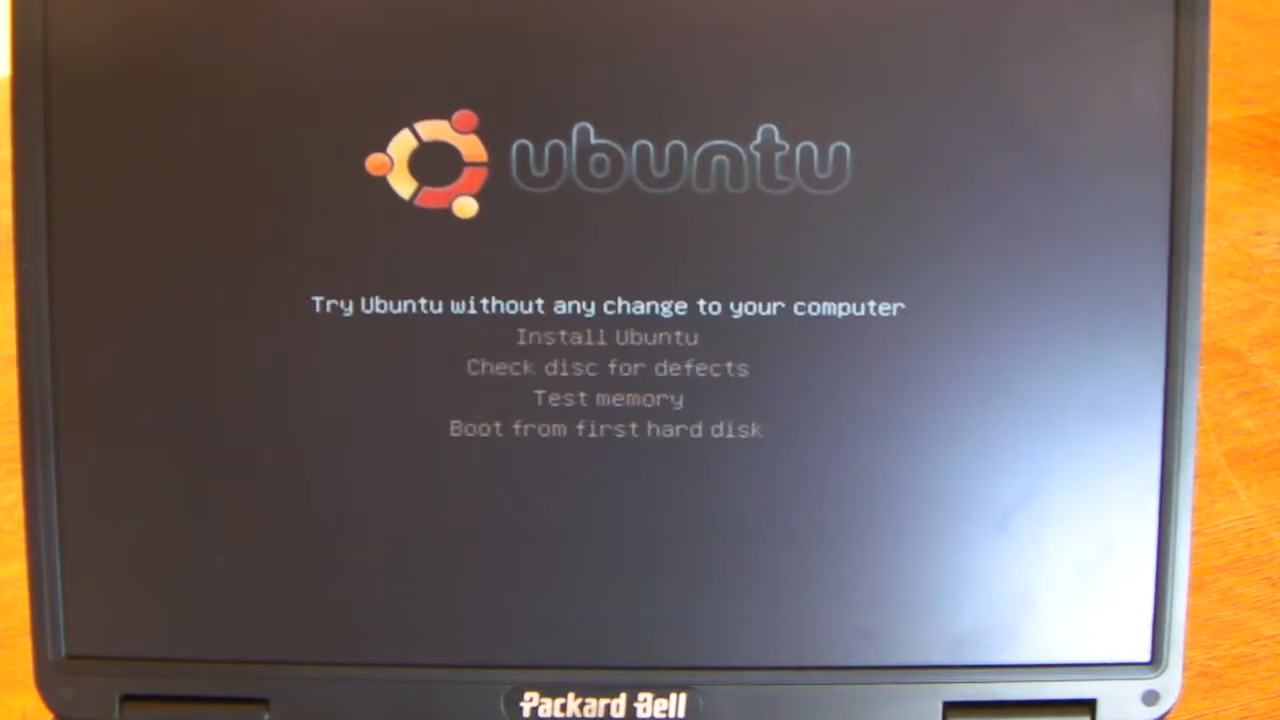 ubuntu
Try Ubuntu without any change to your computer
Install Ubuntu
Check disc for defects
Test memory
Boot from first hard disk
Packard Bell